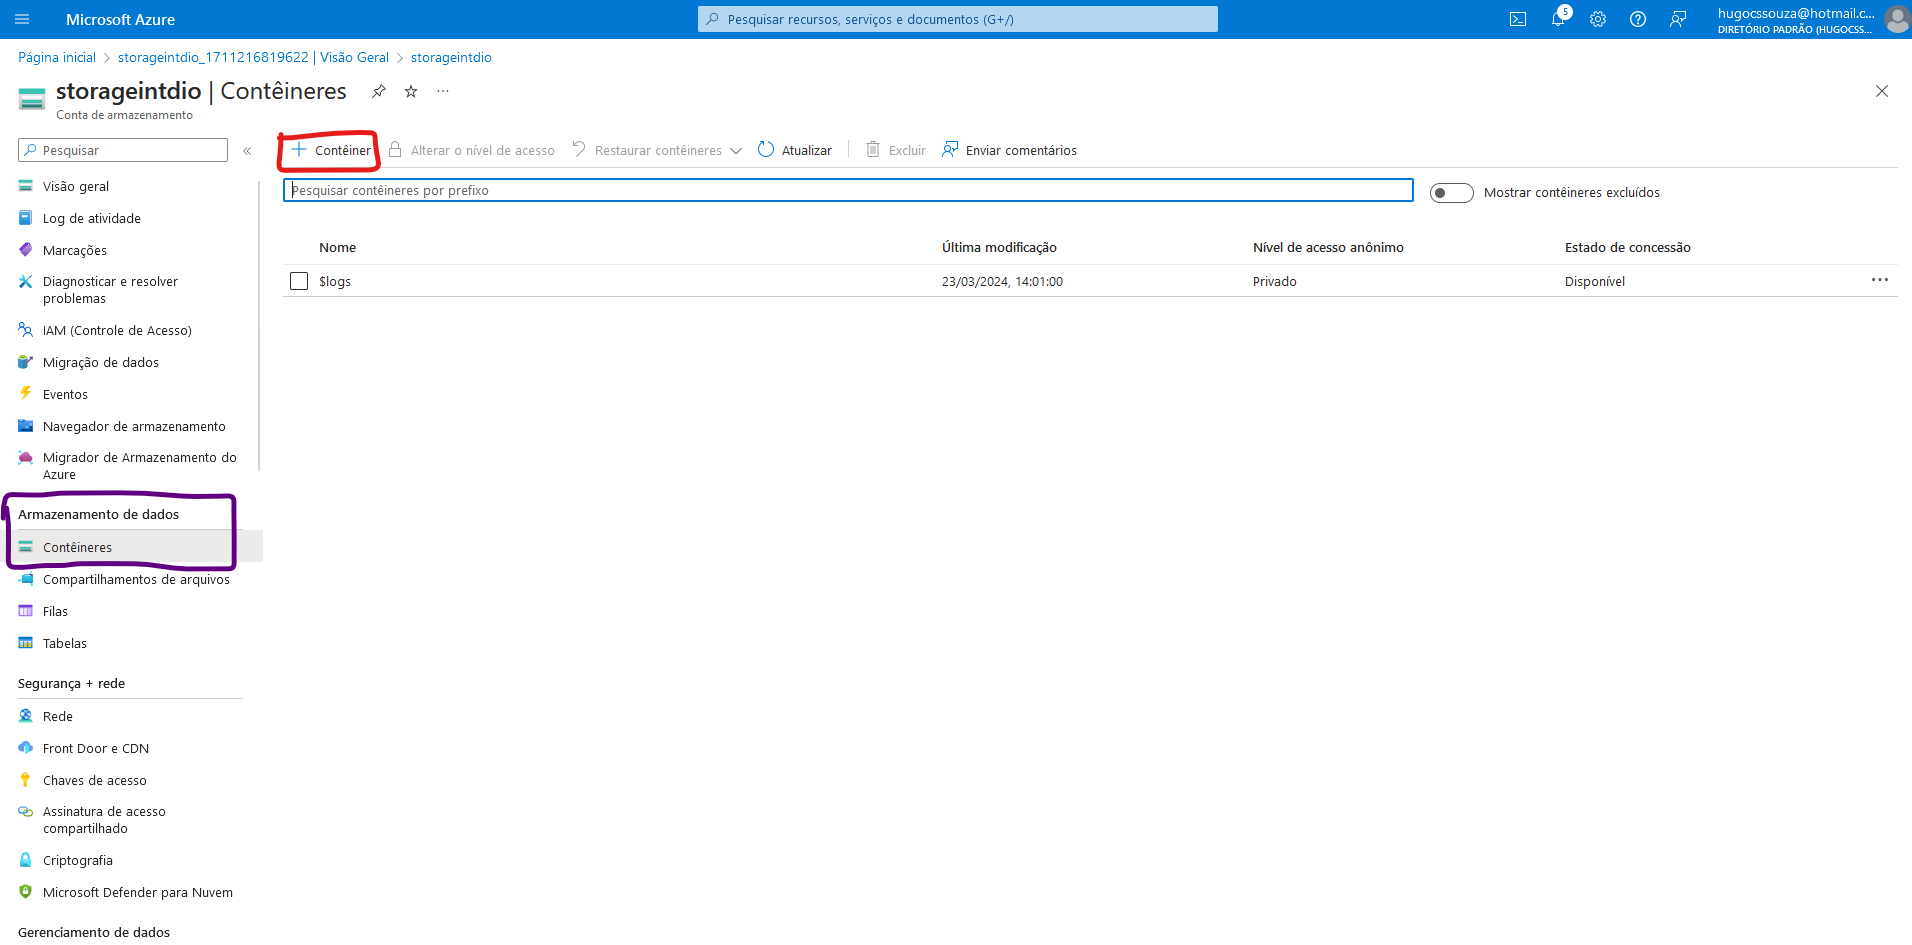 Microsoft Azure
Pesquisar recursos, serviços e documentos (G+/)
5
hugocssouza@hotmail.c...
DIRETÓRIO PADRÃO (HUGOCSS...
Página inicial > storageintdio_1711216819622 | Visão Geral > storageintdio
storageintdio | Contêineres
...
Conta de armazenamento
Pesquisar
«
Visão geral
Log de atividade
Marcações
Diagnosticar e resolver
problemas
IAM (Controle de Acesso)
Migração de dados
Eventos
Navegador de armazenamento
Migrador de Armazenamento do
Azure
Armazenamento de dados
Contêineres
Compartilhamentos de arquivos
Filas
Tabelas
Segurança + rede
Rede
Front Door e CDN
Chaves de acesso
Assinatura de acesso
compartilhado
Criptografia
Microsoft Defender para Nuvem
Gerenciamento de dados
+ Contêiner Alterar o nível de acesso Restaurar contêineres Atualizar Excluir Enviar comentários
Pesquisar contêineres por prefixo
Mostrar contêineres excluídos
Nome Última modificação Nível de acesso anônimo Estado de concessão
$logs 23/03/2024, 14:01:00 Privado Disponível ...